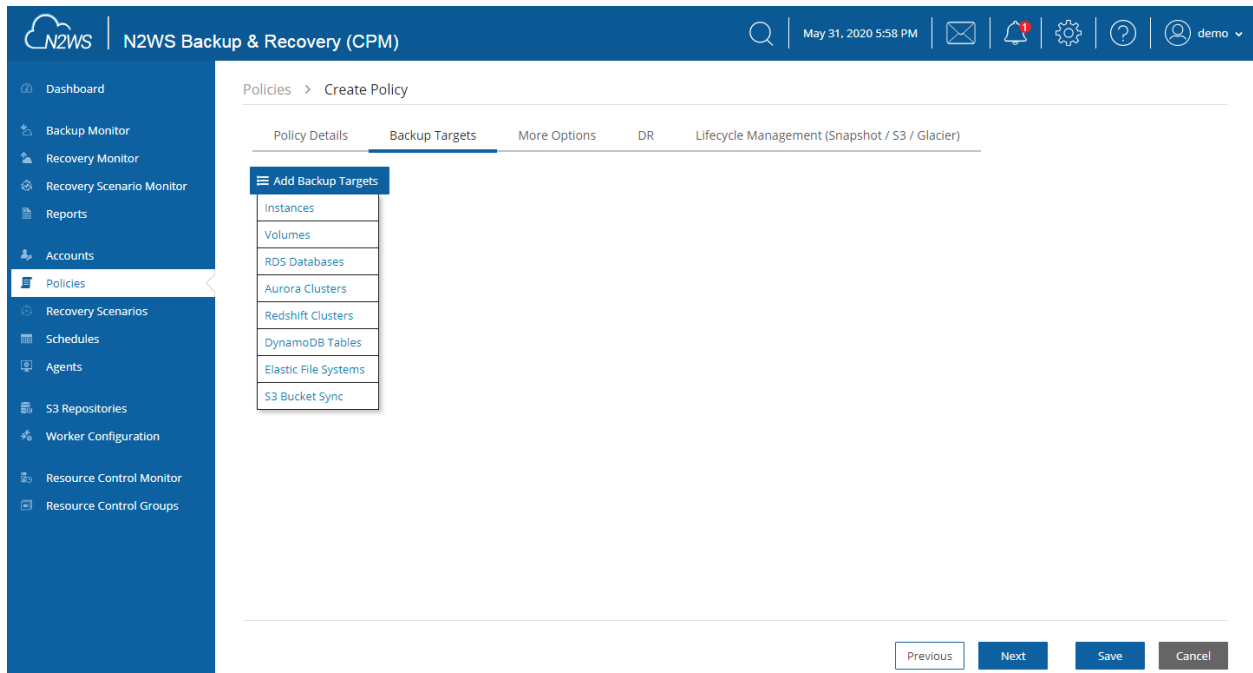 N2WS N2WS Backup & Recovery (CPM) May 31, 2020 5:58 PM 1 ? demo
Dashboard
Backup Monitor
Recovery Monitor
Recovery Scenario Monitor
Reports
Accounts
Policies
Recovery Scenarios
Schedules
Agents
S3 Repositories
Worker Configuration
Resource Control Monitor
Resource Control Groups
Policies > Create Policy
Policy Details Backup Targets More Options DR Lifecycle Management (Snapshot / S3 / Glacier)
Add Backup Targets
Instances
Volumes
RDS Databases
Aurora Clusters
Redshift Clusters
DynamoDB Tables
Elastic File Systems
S3 Bucket Sync
Previous Next Save Cancel